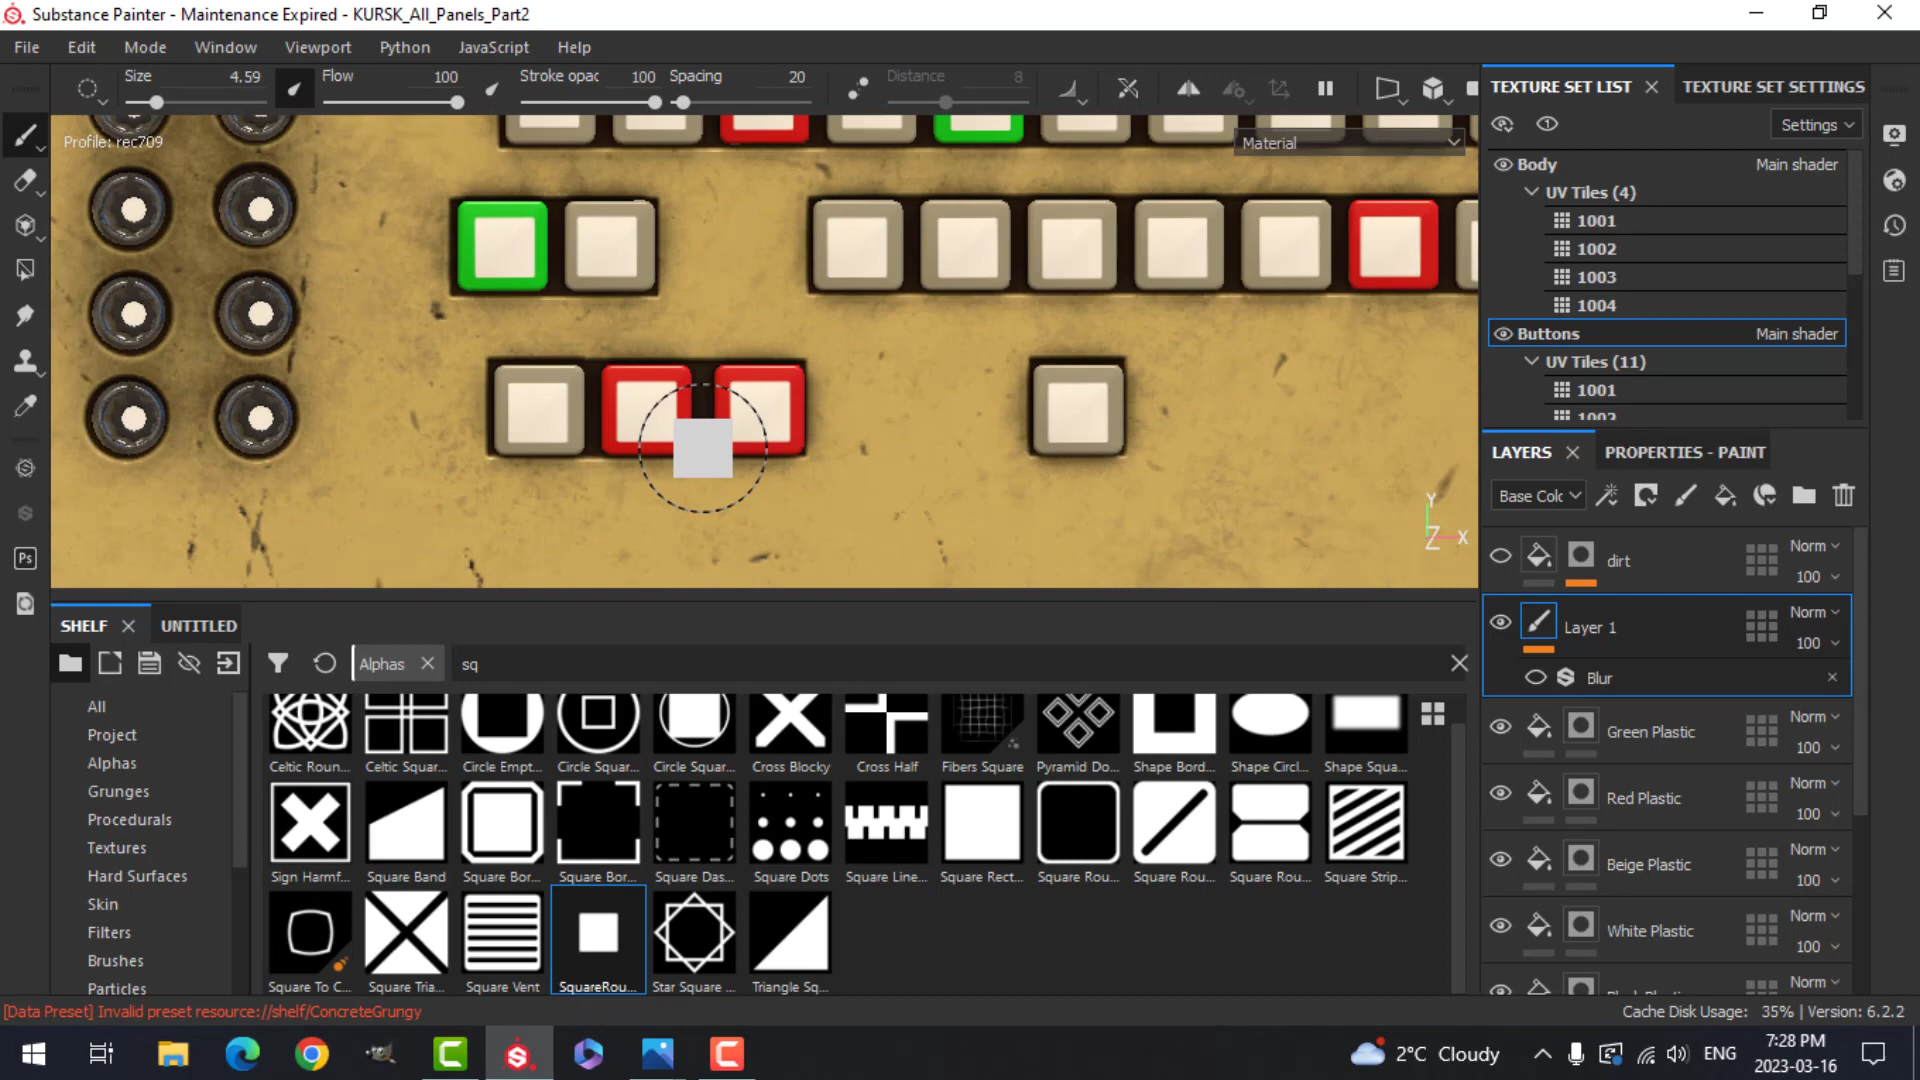 Substance Painter - Maintenance Expired - KURSK_All_Panels_Part2
File Edit Mode Window Viewport Python JavaScript Help
Size 4.59 Flow 100 Stroke opac 100 Spacing 20 Distance 8
Profile: rec709
Material
Y
Z X
TEXTURE SET LIST TEXTURE SET SETTINGS
Settings
Body Main shader
UV Tiles (4)
1001
1002
1003
1004
Buttons Main shader
UV Tiles (11)
1001
1002
LAYERS PROPERTIES - PAINT
Base Colc
dirt Norm
100
Layer 1 Norm
100
Blur
Green Plastic Norm
100
Red Plastic Norm
100
Beige Plastic Norm
100
White Plastic Norm
100
Norm
Ps
SHELF UNTITLED
Alphas sq
All
Project
Alphas
Grunges
Procedurals
Textures
Hard Surfaces
Skin
Filters
Brushes
Particles
Celtic Roun... Celtic Squar... Circle Empt... Circle Squar... Circle Squar... Cross Blocky Cross Half Fibers Square Pyramid Do... Shape Bord... Shape Circl... Shape Squa...
Sign Harmf... Square Band Square Bor... Square Bor... Square Das... Square Dots Square Line... Square Rect... Square Rou... Square Rou... Square Rou... Square Strip...
Square To C... Square Tria... Square Vent SquareRou... Star Square ... Triangle Sq...
[Data Preset] Invalid preset resource://shelf/ConcreteGrungy
Cache Disk Usage: 35% | Version: 6.2.2
2°C Cloudy ENG 7:28 PM
2023-03-16